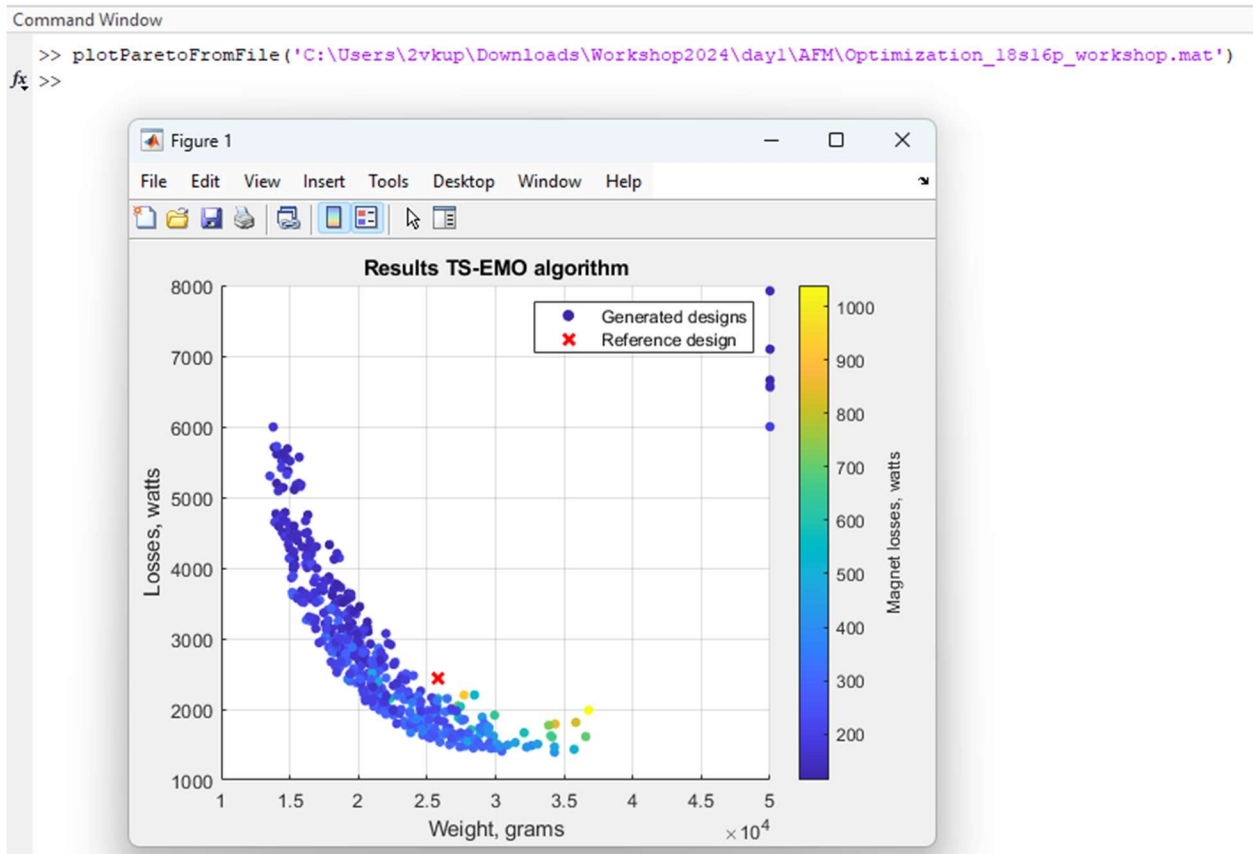 Command Window
>> plotParetoFromFile('C:\Users\2vkup\Downloads\Workshop2024\day1\AFM\Optimization_18s16p_workshop.mat')
fx >>
Figure 1
File Edit View Insert Tools Desktop Window Help
Results TS-EMO algorithm
Generated designs
Reference design
8000
7000
6000
5000
4000
3000
2000
1000
Losses, watts
1 1.5 2 2.5 3 3.5 4 4.5 5
Weight, grams
×10⁴
1000
900
800
700
600
500
400
300
200
Magnet losses, watts